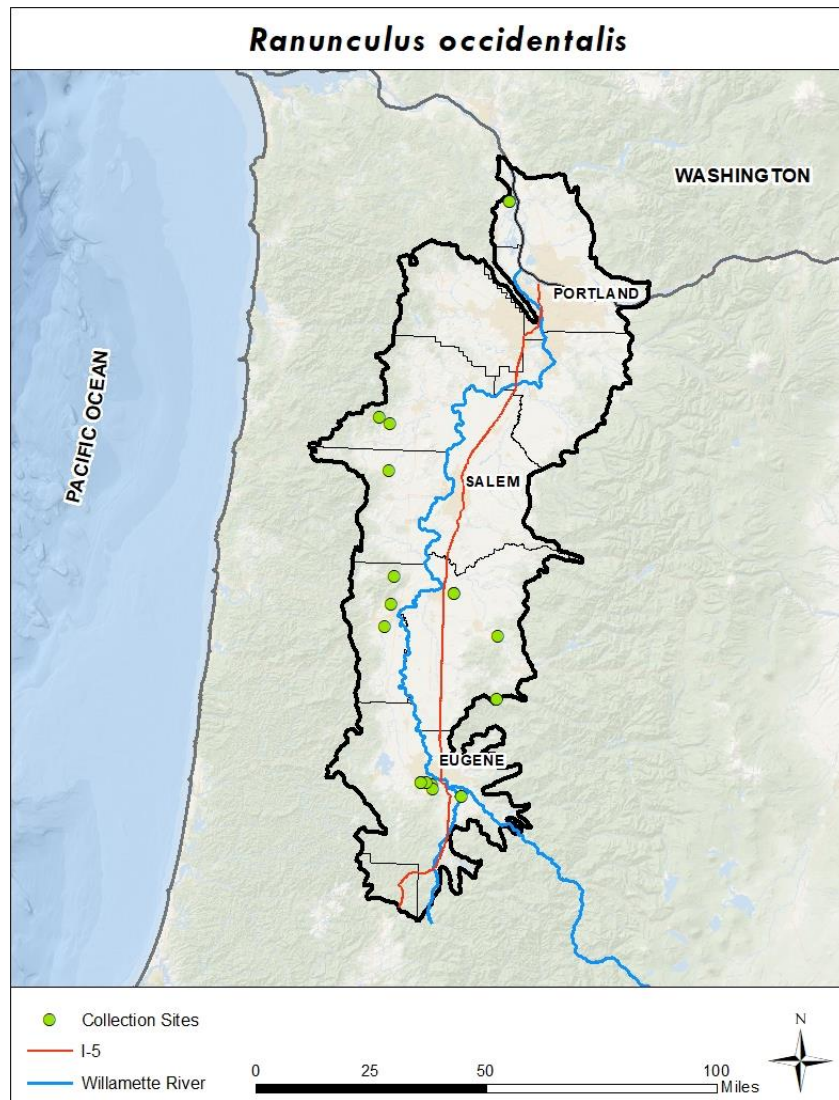 Ranunculus occidentalis
WASHINGTON
PORTLAND
PACIFIC OCEAN
SALEM
EUGENE
Collection Sites
I-5
Willamette River
0 25 50 100
Miles
N